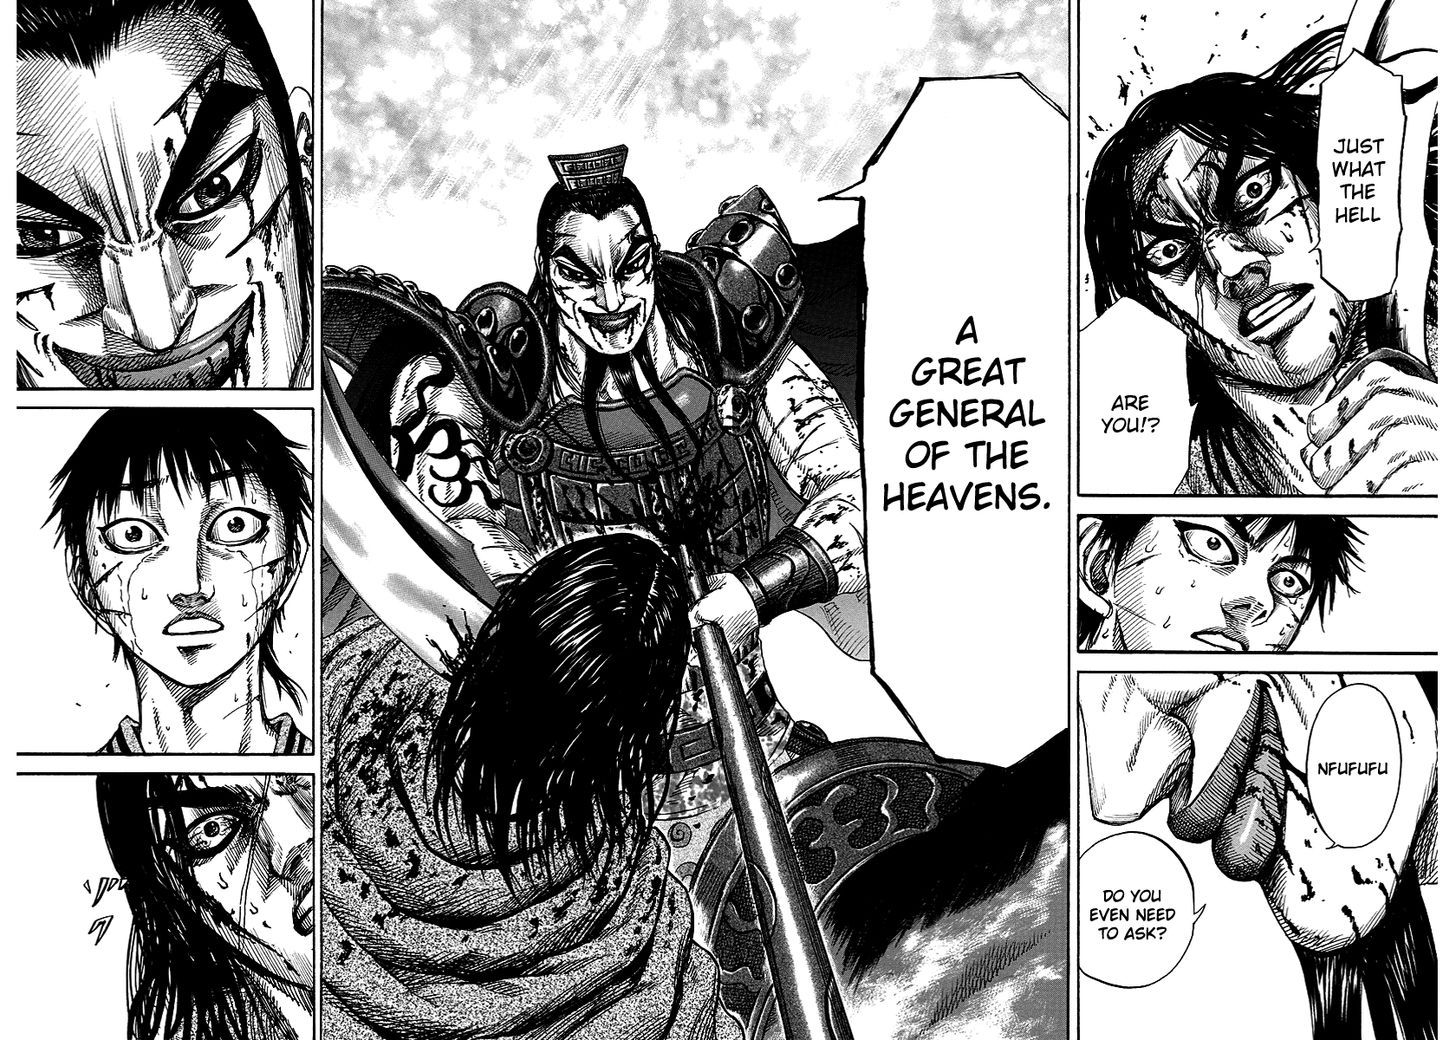 JUST
WHAT
THE
HELL
ARE
YOU!?
NFUFUFU
DO YOU
EVEN NEED
TO ASK?
A
GREAT
GENERAL
OF THE
HEAVENS.